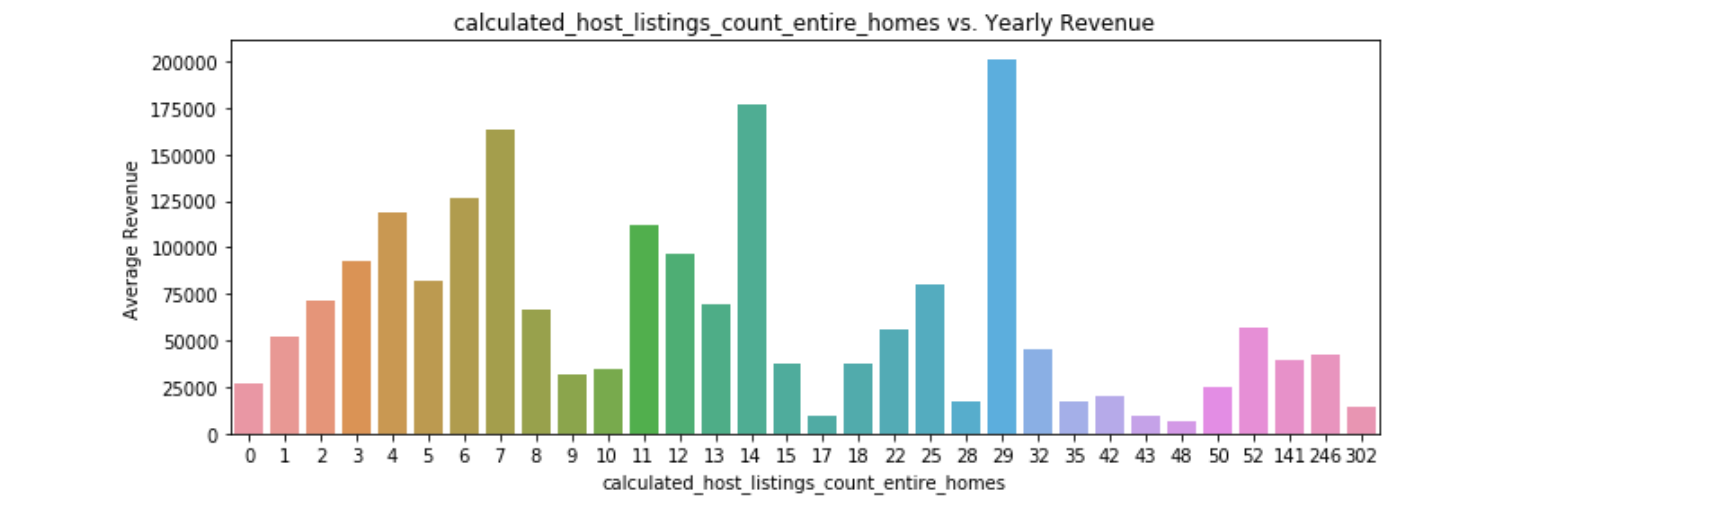 calculated_host_listings_count_entire_homes vs. Yearly Revenue
200000
175000
150000
125000
100000
75000
50000
25000
0
Average Revenue
0 1 2 3 4 5 6 7 8 9 10 11 12 13 14 15 17 18 22 25 28 29 32 35 42 43 48 50 52 141 246 302
calculated_host_listings_count_entire_homes